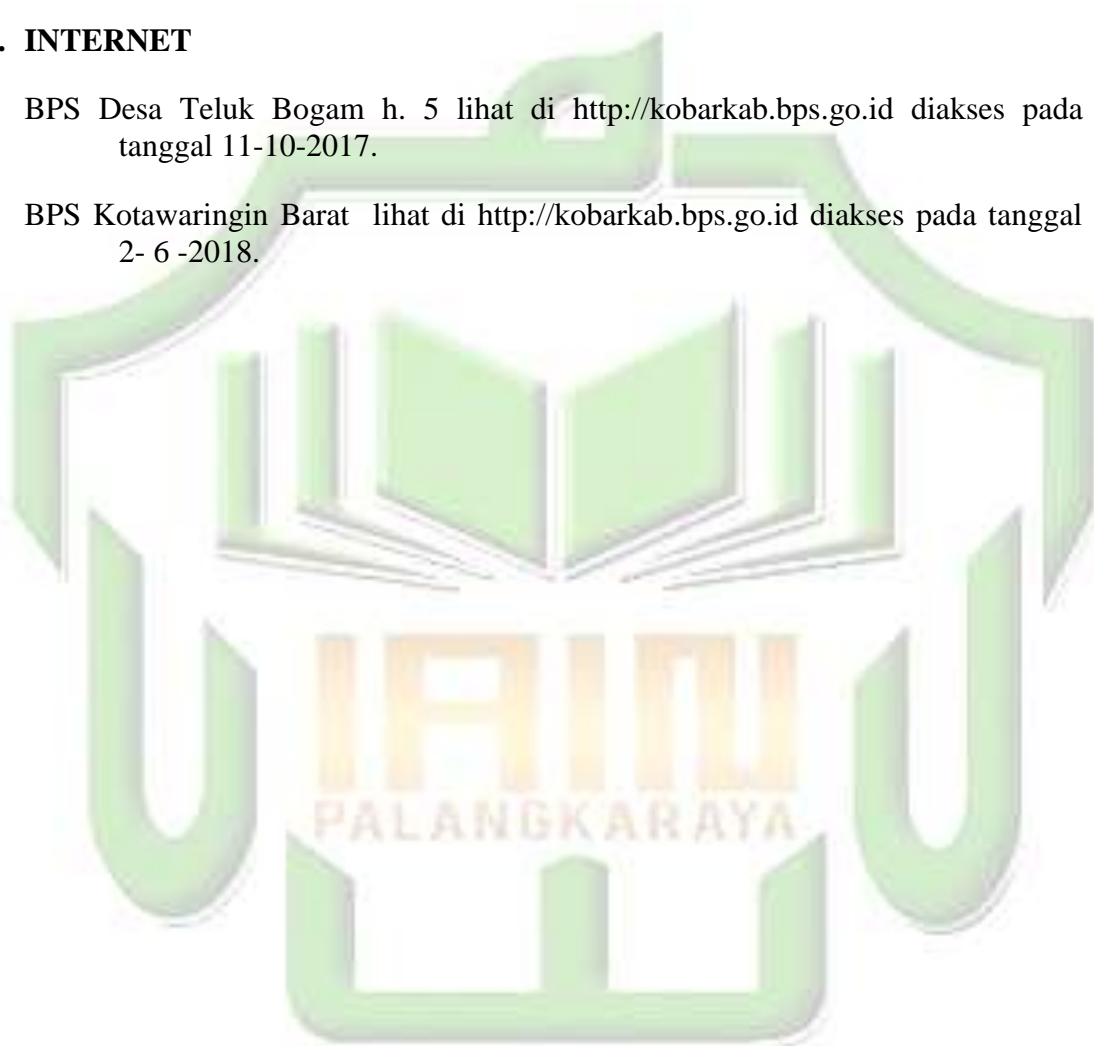 . INTERNET
BPS Desa Teluk Bogam h. 5 lihat di http://kobarkab.bps.go.id diakses pada
tanggal 11-10-2017.
BPS Kotawaringin Barat lihat di http://kobarkab.bps.go.id diakses pada tanggal
2- 6 -2018.
IAIN
PALANGKARAYA